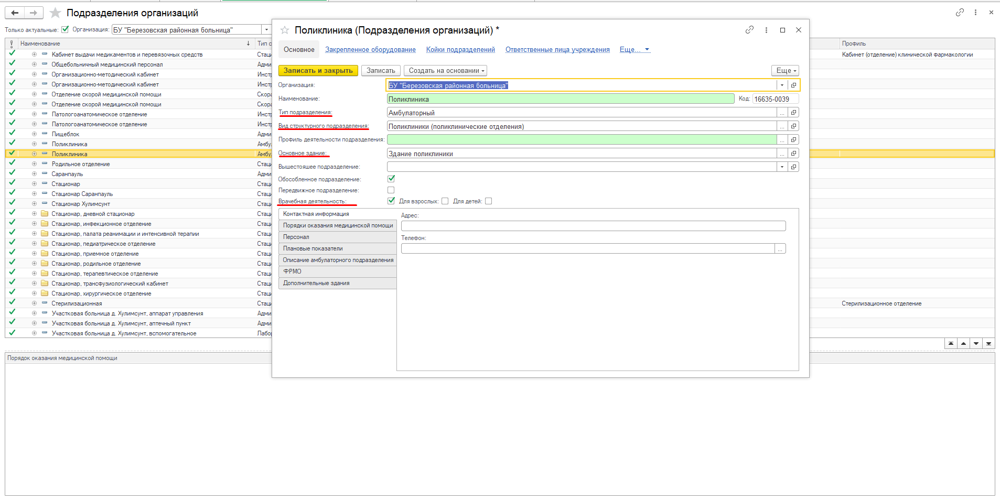 Подразделения организаций
Только актуальные: Организация: БУ "Березовская районная больница"
Наименование ↓ Тип с
Профиль
Кабинет выдачи медикаментов и перевязочных средств Стаци
Кабинет (отделение) клинической фармакологии
Общебольничный медицинский персонал Адми
Организационно-методический кабинет Инстр
Организационно-методический кабинет Инстр
Отделение скорой медицинской помощи Скора
Отделение скорой медицинской помощи Скора
Патологоанатомическое отделение Инстр
Патологоанатомическое отделение Инстр
Пищеблок Адми
Поликлиника Амбу
Поликлиника Амбу
Родильное отделение Стаци
Саранпауль Адми
Стационар Стаци
Стационар Саранпауль Стаци
Стационар Хулимсунт Стаци
Стационар, дневной стационар Стаци
Стационар, инфекционное отделение Стаци
Стационар, палата реанимации и интенсивной терапии Стаци
Стационар, педиатрическое отделение Стаци
Стационар, приемное отделение Стаци
Стационар, родильное отделение Стаци
Стационар, терапевтическое отделение Стаци
Стационар, трансфузиологический кабинет Стаци
Стационар, хирургическое отделение Стаци
Стерилизационная Стаци
Стерилизационное отделение
Участковая больница д. Хулимсунт, аппарат управления Адми
Участковая больница д. Хулимсунт, аптечный пункт Адми
Участковая больница д. Хулимсунт, вспомогательное Лабор
Порядок оказания медицинской помощи
Поликлиника (Подразделения организаций) *
Основное Закрепленное оборудование Койки подразделений Ответственные лица учреждения Еще...
Записать и закрыть Записать Создать на основании Еще
Организация: БУ "Березовская районная больница"
Наименование: Поликлиника Код: 16635-0039
Тип подразделения: Амбулаторный
Вид структурного подразделения: Поликлиники (поликлинические отделения)
Профиль деятельности подразделения:
Основное здание: Здание поликлиники
Вышестоящее подразделение:
Обособленное подразделение:
Передвижное подразделение:
Врачебная деятельность: Для взрослых: Для детей:
Контактная информация
Порядки оказания медицинской помощи
Персонал
Плановые показатели
Описание амбулаторного подразделения
ФРМО
Дополнительные здания
Адрес:
Телефон: